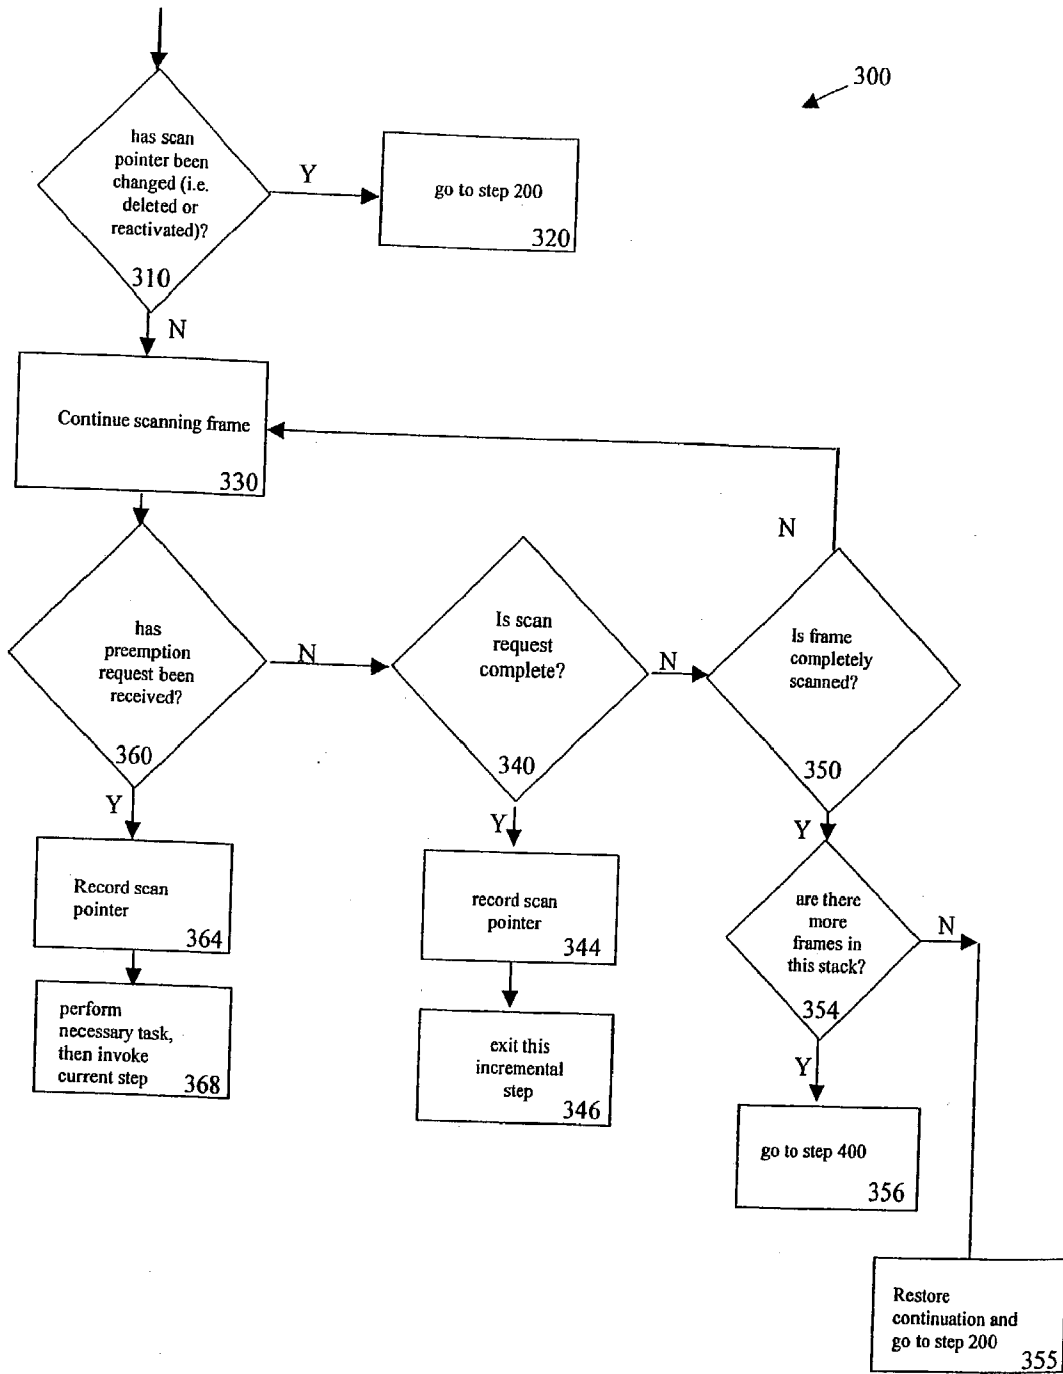 300
has scan
pointer been
changed (i.e.
deleted or
reactivated)?
310
Y
go to step 200
320
N
Continue scanning frame
330
has
preemption
request been
received?
360
N
Is scan
request
complete?
340
N
Is frame
completely
scanned?
350
N
Y
Record scan
pointer
364
perform
necessary task,
then invoke
current step
368
Y
record scan
pointer
344
exit this
incremental
step
346
Y
are there
more
frames in
this stack?
354
N
Y
go to step 400
356
Restore
continuation and
go to step 200
355